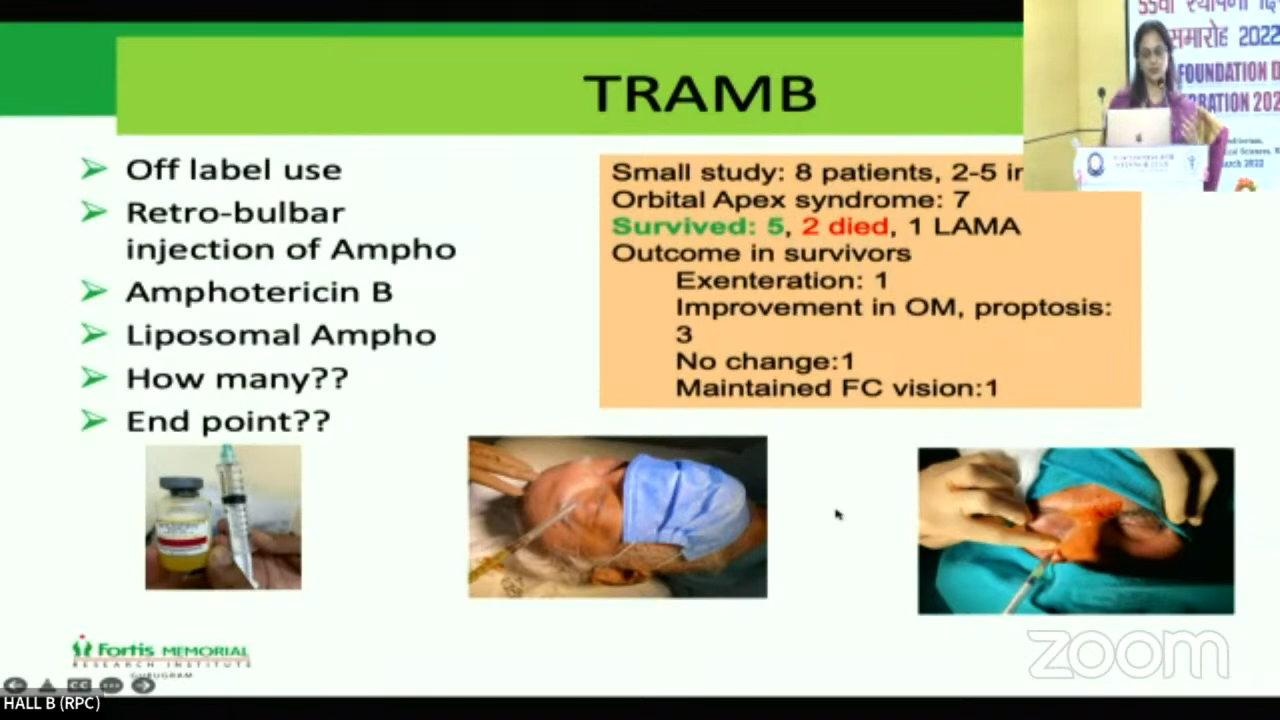 TRAMB
Off label use
Retro-bulbar
injection of Ampho
Amphotericin B
Liposomal Ampho
How many??
End point??
Small study: 8 patients, 2-5
Orbital Apex syndrome: 7
Survived: 5, 2 died, 1 LAMA
Outcome in survivors
Exenteration: 1
Improvement in OM, proptosis:
3
No change:1
Maintained FC vision:1
समारोह 2022
FOUNDATION
Fortis MEMORIAL
RESEARCH INSTITUTE
GURUGRAM
zoom
CC
HALL B (RPC)